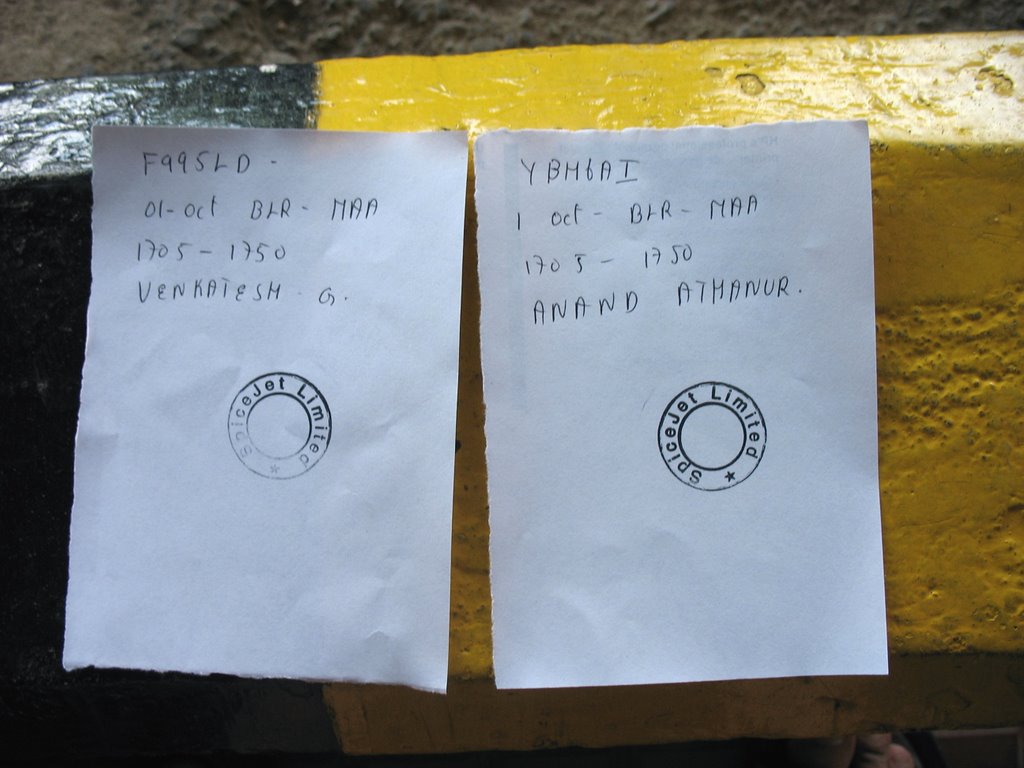 F995LD -
01-oct BLR - MAA
1705 - 1750
VENKATESH G.
SpiceJet Limited ★
YBM6AI
1 oct - BLR - MAA
1705 - 1750
ANAND ATHANUR.
SpiceJet Limited ★